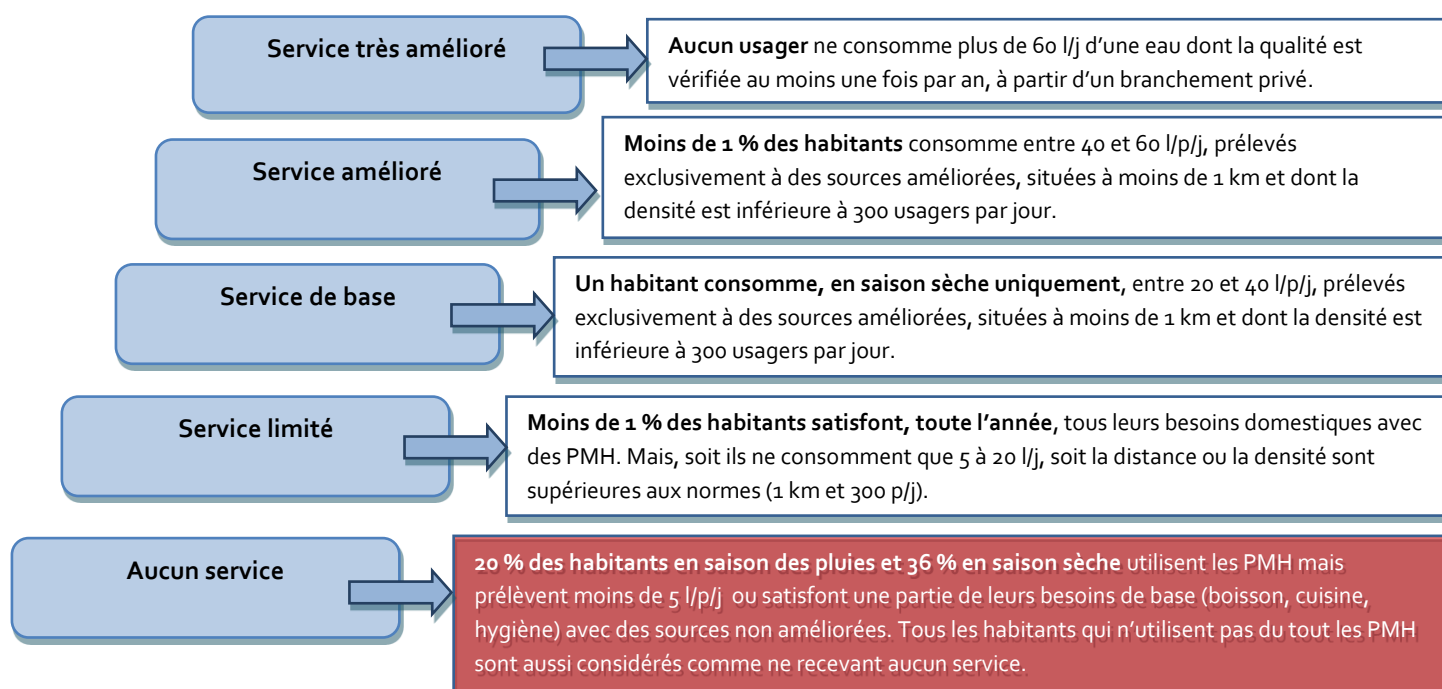 Service très amélioré
Aucun usager ne consomme plus de 60 l/j d’une eau dont la qualité est
vérifiée au moins une fois par an, à partir d’un branchement privé.
Service amélioré
Moins de 1 % des habitants consomme entre 40 et 60 l/p/j, prélevés
exclusivement à des sources améliorées, situées à moins de 1 km et dont la
densité est inférieure à 300 usagers par jour.
Service de base
Un habitant consomme, en saison sèche uniquement, entre 20 et 40 l/p/j, prélevés
exclusivement à des sources améliorées, situées à moins de 1 km et dont la densité est
inférieure à 300 usagers par jour.
Service limité
Moins de 1 % des habitants satisfont, toute l’année, tous leurs besoins domestiques avec
des PMH. Mais, soit ils ne consomment que 5 à 20 l/j, soit la distance ou la densité sont
supérieures aux normes (1 km et 300 p/j).
Aucun service
20 % des habitants en saison des pluies et 36 % en saison sèche utilisent les PMH mais
prélèvent moins de 5 l/p/j ou satisfont une partie de leurs besoins de base (boisson, cuisine,
hygiène) avec des sources non améliorées. Tous les habitants qui n’utilisent pas du tout les PMH
sont aussi considérés comme ne recevant aucun service.